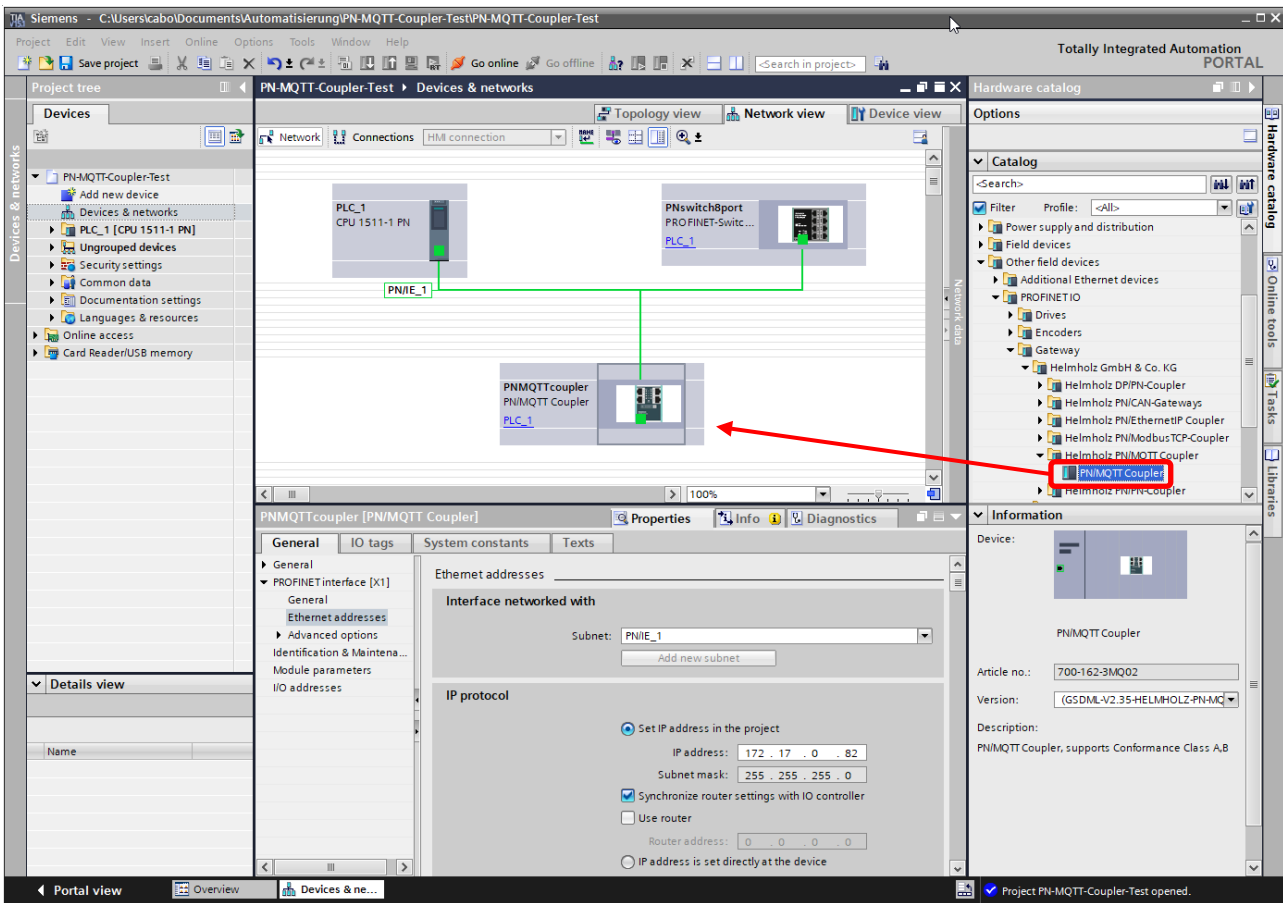 Siemens - C:\Users\cabo\Documents\Automatisierung\PN-MQTT-Coupler-Test\PN-MQTT-Coupler-Test
Project Edit View Insert Online Options Tools Window Help
Totally Integrated Automation
PORTAL
Save project
Go online
Go offline
<Search in project>
Project tree
Devices
Devices & networks
PN-MQTT-Coupler-Test
Add new device
Devices & networks
PLC_1 [CPU 1511-1 PN]
Ungrouped devices
Security settings
Common data
Documentation settings
Languages & resources
Online access
Card Reader/USB memory
Details view
Name
PN-MQTT-Coupler-Test
Devices & networks
Topology view
Network view
Device view
Network
Connections
HMI connection
PLC_1
CPU 1511-1 PN
PNswitch8port
PROFINET-Switc...
PLC_1
PN/IE_1
PNMQTTcoupler
PN/MQTT Coupler
PLC_1
100%
Network data
PNMQTTcoupler [PN/MQTT Coupler]
Properties
Info
Diagnostics
General
IO tags
System constants
Texts
General
PROFINET interface [X1]
General
Ethernet addresses
Advanced options
Identification & Maintena...
Module parameters
I/O addresses
Ethernet addresses
Interface networked with
Subnet: PN/IE_1
Add new subnet
IP protocol
Set IP address in the project
IP address: 172 . 17 . 0 . 82
Subnet mask: 255 . 255 . 255 . 0
Synchronize router settings with IO controller
Use router
Router address: 0 . 0 . 0 . 0
IP address is set directly at the device
Hardware catalog
Options
Catalog
<Search>
Filter
Profile: <All>
Power supply and distribution
Field devices
Other field devices
Additional Ethernet devices
PROFINET IO
Drives
Encoders
Gateway
Helmholz GmbH & Co. KG
Helmholz DP/PN-Coupler
Helmholz PN/CAN-Gateways
Helmholz PN/EthernetIP Coupler
Helmholz PN/ModbusTCP-Coupler
Helmholz PN/MQTT Coupler
PN/MQTT Coupler
Helmholz PN/PN-Coupler
Information
Device:
PN/MQTT Coupler
Article no.: 700-162-3MQ02
Version: (GSDML-V2.35-HELMHOLZ-PN-MQ
Description:
PN/MQTT Coupler, supports Conformance Class A,B
Hardware catalog
Online tools
Tasks
Libraries
Portal view
Overview
Devices & ne...
Project PN-MQTT-Coupler-Test opened.